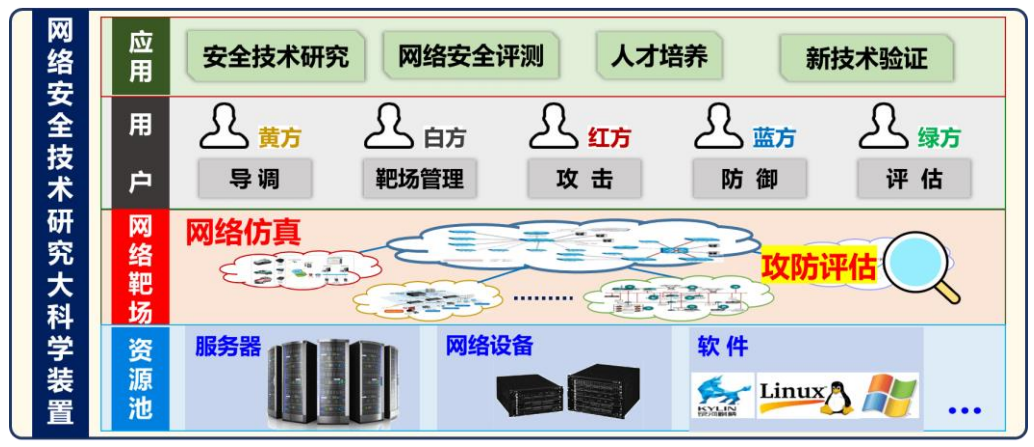 网络安全技术研究大科学装置
应用
安全技术研究
网络安全评测
人才培养
新技术验证
用户
黄方
白方
红方
蓝方
绿方
导调
靶场管理
攻击
防御
评估
网络靶场
网络仿真
攻防评估
资源池
服务器
网络设备
软件
KYLIN
银河麒麟
Linux